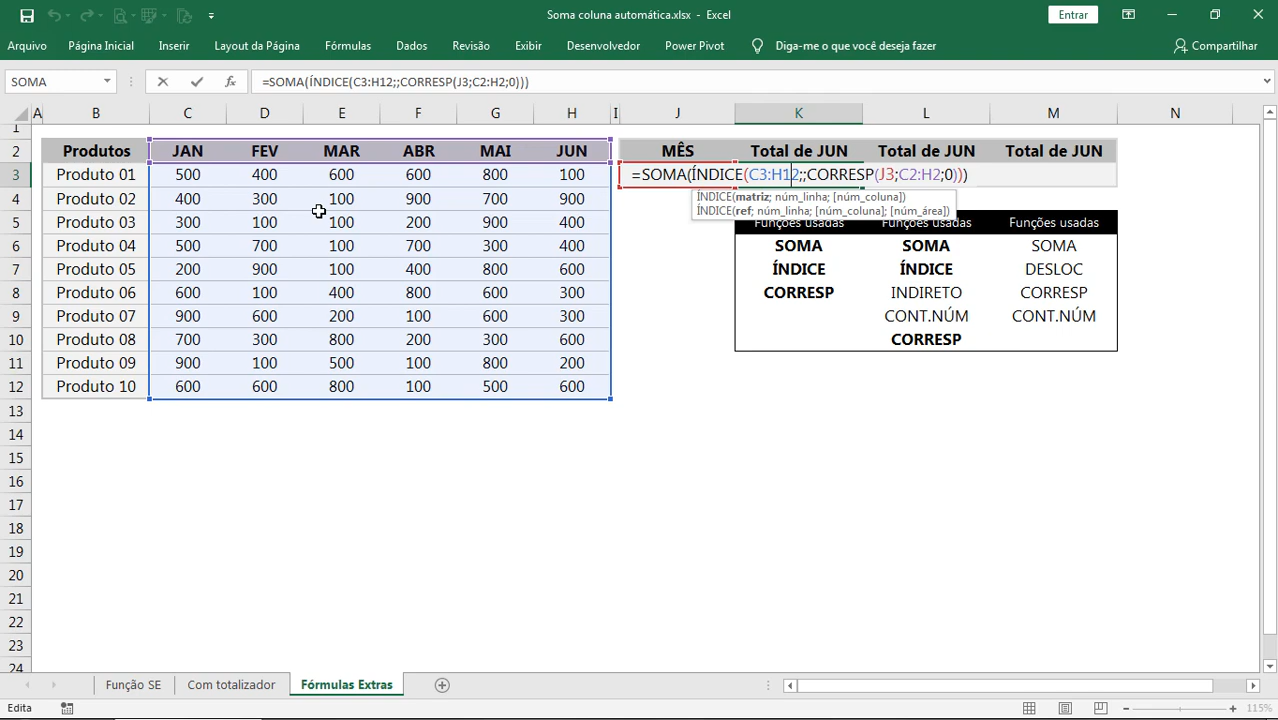 Soma coluna automática.xlsx - Excel
Entrar
Arquivo Página Inicial Inserir Layout da Página Fórmulas Dados Revisão Exibir Desenvolvedor Power Pivot Diga-me o que você deseja fazer Compartilhar
SOMA fx =SOMA(ÍNDICE(C3:H12;;CORRESP(J3;C2:H2;0)))
A B C D E F G H I J K L M N
1
2 Produtos JAN FEV MAR ABR MAI JUN MÊS Total de JUN Total de JUN Total de JUN
3 Produto 01 500 400 600 600 800 100 =SOMA(ÍNDICE(C3:H12;;CORRESP(J3;C2:H2;0)))
4 Produto 02 400 300 100 900 700 900 ÍNDICE(matriz; núm_linha; [núm_coluna])
ÍNDICE(ref; núm_linha; [núm_coluna]; [núm_área])
5 Produto 03 300 100 100 200 900 400 Funções usadas Funções usadas Funções usadas
6 Produto 04 500 700 100 700 300 400 SOMA SOMA SOMA
7 Produto 05 200 900 100 400 800 600 ÍNDICE ÍNDICE DESLOC
8 Produto 06 600 100 400 800 600 300 CORRESP INDIRETO CORRESP
9 Produto 07 900 600 200 100 600 300 CONT.NÚM CONT.NÚM
10 Produto 08 700 300 800 200 300 600 CORRESP
11 Produto 09 900 100 500 100 800 200
12 Produto 10 600 600 800 100 500 600
13
14
15
16
17
18
19
20
21
22
23
24
Função SE Com totalizador Fórmulas Extras
Edita 115%